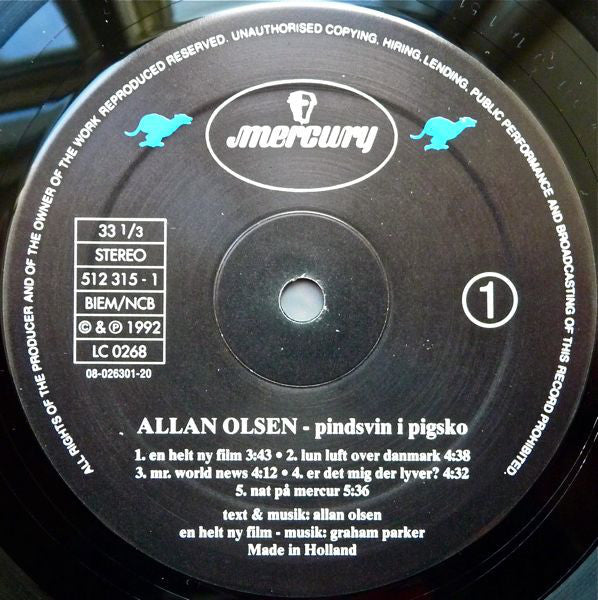 ALL RIGHTS OF THE PRODUCER AND OF THE OWNER OF THE WORK REPRODUCED RESERVED. UNAUTHORISED COPYING, HIRING, LENDING, PUBLIC PERFORMANCE AND BROADCASTING OF THIS RECORD PROHIBITED.
mercury
33 1/3
STEREO
512 315 - 1
BIEM/NCB
© & ℗ 1992
LC 0268
08-026301-20
1
ALLAN OLSEN - pindsvin i pigsko
1. en helt ny film 3:43 • 2. lun luft over danmark 4:38
3. mr. world news 4:12 • 4. er det mig der lyver? 4:32
5. nat på mercur 5:36
text & musik: allan olsen
en helt ny film - musik: graham parker
Made in Holland